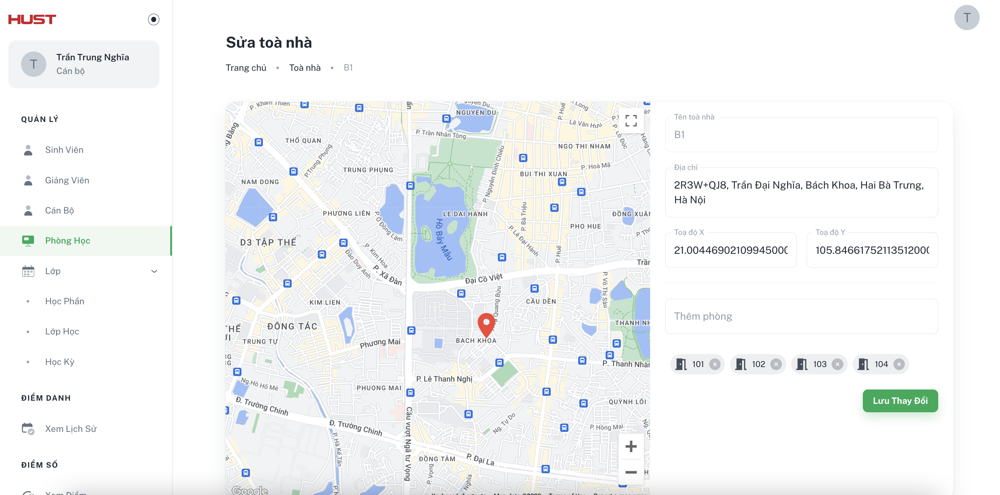 HUST
T
Trần Trung Nghĩa
Cán bộ
T
QUẢN LÝ
Sinh Viên
Giảng Viên
Cán Bộ
Phòng Học
Lớp
Học Phần
Lớp Học
Học Kỳ
ĐIỂM DANH
Xem Lịch Sử
ĐIỂM SỐ
Xem Điểm
Sửa toà nhà
Trang chủ • Toà nhà • B1
P. Khâm Thiên
NGUYEN DU
Lê Văn Hưu
P. Huế
P. Lò Đúc
P. Trần Nhân Tông
THỔ QUAN
NGO THI NHAM
P. Trung Phụng
TRUNG PHỤNG
P. Nguyễn Đình Chiểu
P. Hoà Mã
BUI THI XUAN
NAM DONG
PHƯƠNG LIÊN
P. Ô Đồng Lầm
LE DAI HANH
Hồ Bảy Mẫu
P. Bà Triệu
PHO HUE
P. Lê Đại Hành
P. Huế
D3 TẬP THỂ
P. Kim Hoa
Đào Duy Anh
P. Xã Đàn
Đại Cồ Việt
P. Võ Thị Sáu
KIM LIEN
CẦU DỀN
ĐÔNG TÁC
BACH KHOA
TRUNG TỰ
Phương Mai
P. Lê Thanh Nghị
Ng.Hồ Hố Mẻ
PHUONG MAI
QUỲNH LÔI
Đ. Trường Chinh
Đ. Trường Chinh
Cầu vượt Ngã tư Vọng
Ng. Tự Do
P. Hồng Mai
P. Hà Kế Tấn
ĐỒNG TÂM
P. Đại La
P. Vọng
Google
Tên toà nhà
B1
Địa chỉ
2R3W+QJ8, Trần Đại Nghĩa, Bách Khoa, Hai Bà Trưng,
Hà Nội
Toạ độ X
Toạ độ Y
21.0044690210994500
105.846617521135120
Thêm phòng
101 102 103 104
Lưu Thay Đổi